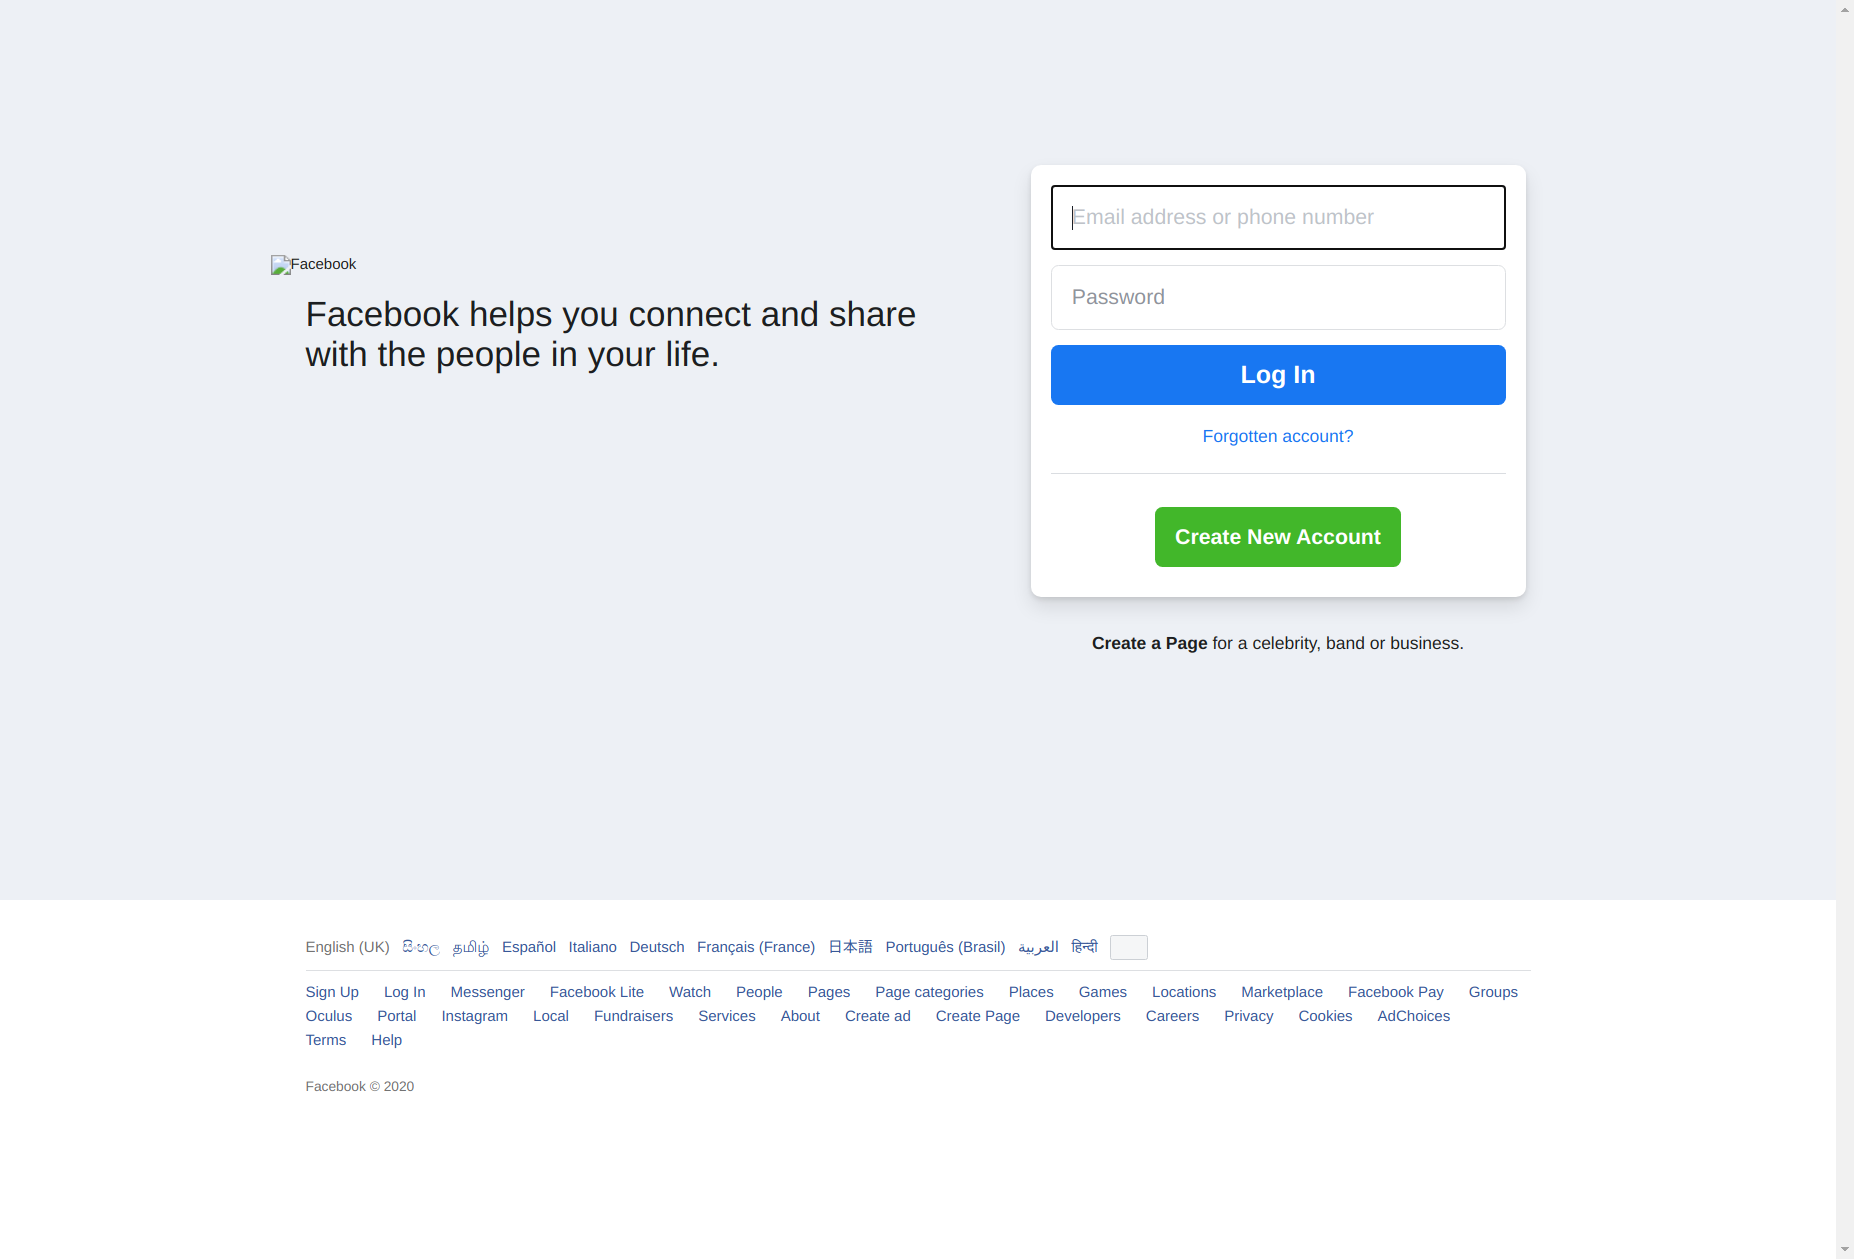 Facebook
Facebook helps you connect and share
with the people in your life.
Email address or phone number
Password
Log In
Forgotten account?
Create New Account
Create a Page for a celebrity, band or business.
English (UK) සිංහල தமிழ் Español Italiano Deutsch Français (France) 日本語 Português (Brasil) العربية हिन्दी
Sign Up Log In Messenger Facebook Lite Watch People Pages Page categories Places Games Locations Marketplace Facebook Pay Groups
Oculus Portal Instagram Local Fundraisers Services About Create ad Create Page Developers Careers Privacy Cookies AdChoices
Terms Help
Facebook © 2020